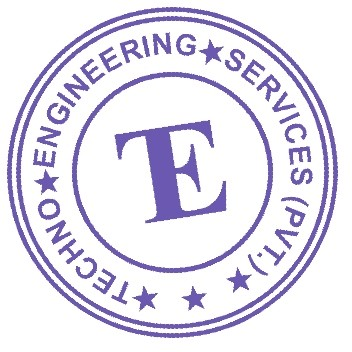 TECHNO★ENGINEERING★SERVICES (PVT.)★ ★ ★
TE